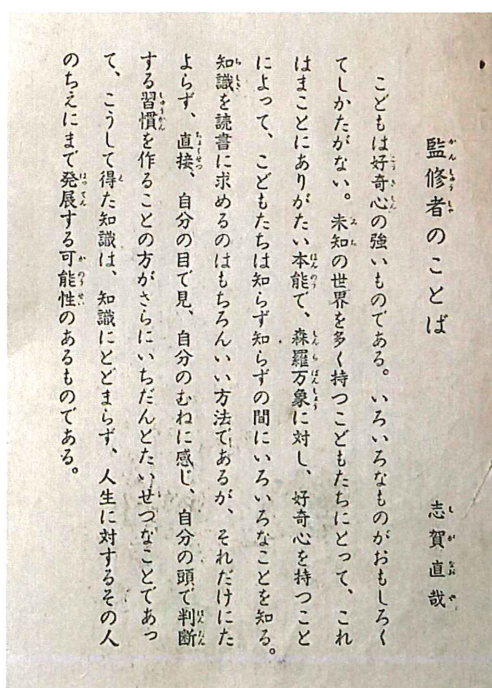 監修者のことば
志賀直哉
こどもは好奇心の強いものである。いろいろなものがおもしろく
てしかたがない。未知の世界を多く持つこどもたちにとって、これ
はまことにありがたい本能で、森羅万象に対し、好奇心を持つこと
によって、こどもたちは知らず知らずの間にいろいろなことを知る。
知識を読書に求めるのはもちろんいい方法であるが、それだけにた
よらず、直接、自分の目で見、自分のむねに感じ、自分の頭で判断
する習慣を作ることの方がさらにいちだんとたいせつなことであっ
て、こうして得た知識は、知識にとどまらず、人生に対するその人
のちえにまで発展する可能性のあるものである。